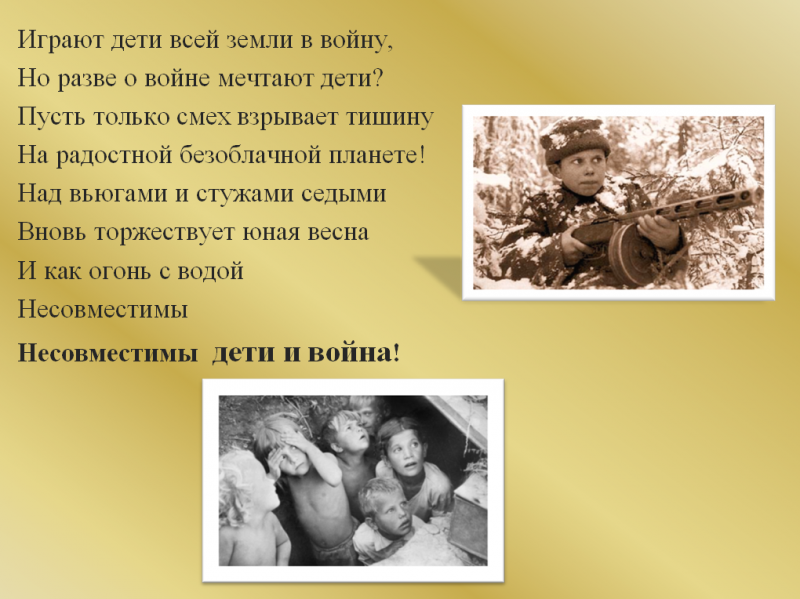 Играют дети всей земли в войну,
Но разве о войне мечтают дети?
Пусть только смех взрывает тишину
На радостной безоблачной планете!
Над вьюгами и стужами седыми
Вновь торжествует юная весна
И как огонь с водой
Несовместимы
Несовместимы дети и война!